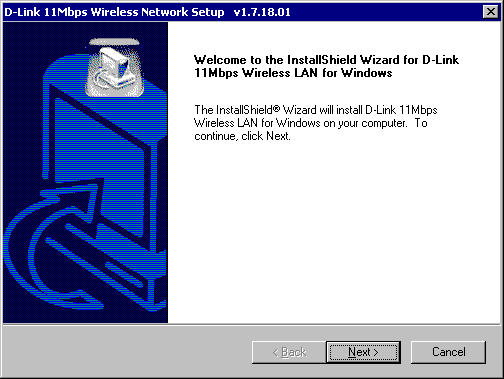 D-Link 11Mbps Wireless Network Setup v1.7.18.01
Welcome to the InstallShield Wizard for D-Link
11Mbps Wireless LAN for Windows
The InstallShield® Wizard will install D-Link 11Mbps
Wireless LAN for Windows on your computer. To
continue, click Next.
< Back
Next >
Cancel